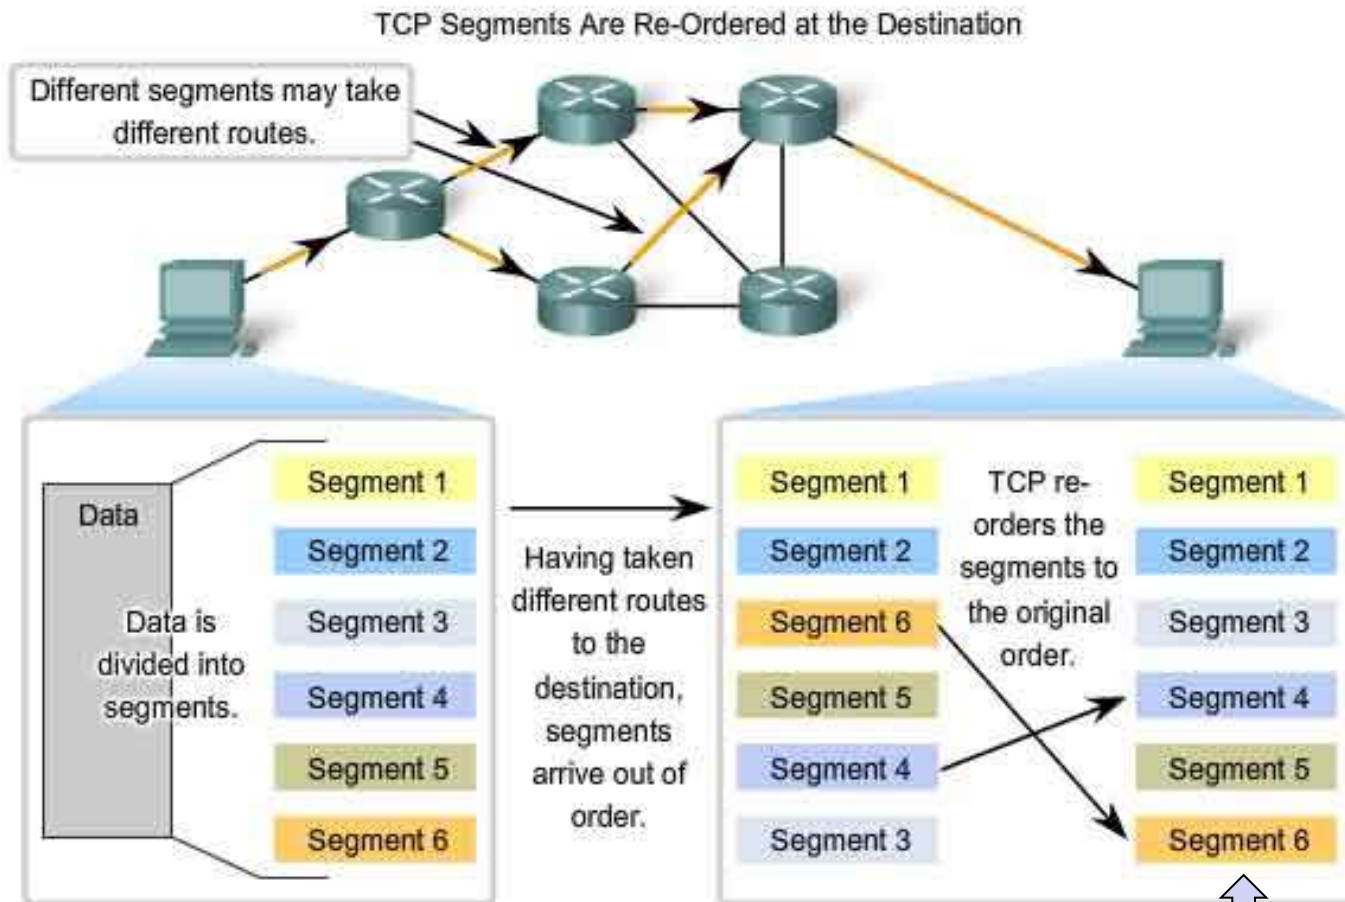 TCP Segments Are Re-Ordered at the Destination
Different segments may take
different routes.
Data
Data is
divided into
segments.
Segment 1
Segment 2
Segment 3
Segment 4
Segment 5
Segment 6
Having taken
different routes
to the
destination,
segments
arrive out of
order.
Segment 1
Segment 2
Segment 6
Segment 5
Segment 4
Segment 3
TCP re-
orders the
segments to
the original
order.
Segment 1
Segment 2
Segment 3
Segment 4
Segment 5
Segment 6